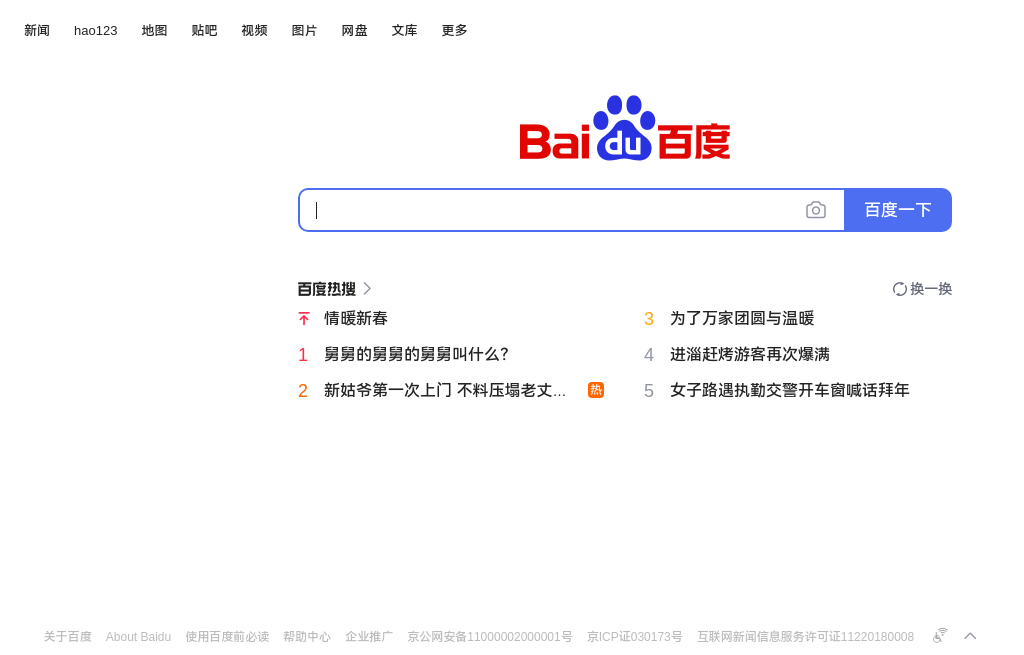 新闻 hao123 地图 贴吧 视频 图片 网盘 文库 更多
Bai du 百度
百度一下
百度热搜 换一换
情暖新春
1 舅舅的舅舅的舅舅叫什么?
2 新姑爷第一次上门 不料压塌老丈... 热
3 为了万家团圆与温暖
4 进淄赶烤游客再次爆满
5 女子路遇执勤交警开车窗喊话拜年
关于百度 About Baidu 使用百度前必读 帮助中心 企业推广 京公网安备11000002000001号 京ICP证030173号 互联网新闻信息服务许可证11220180008